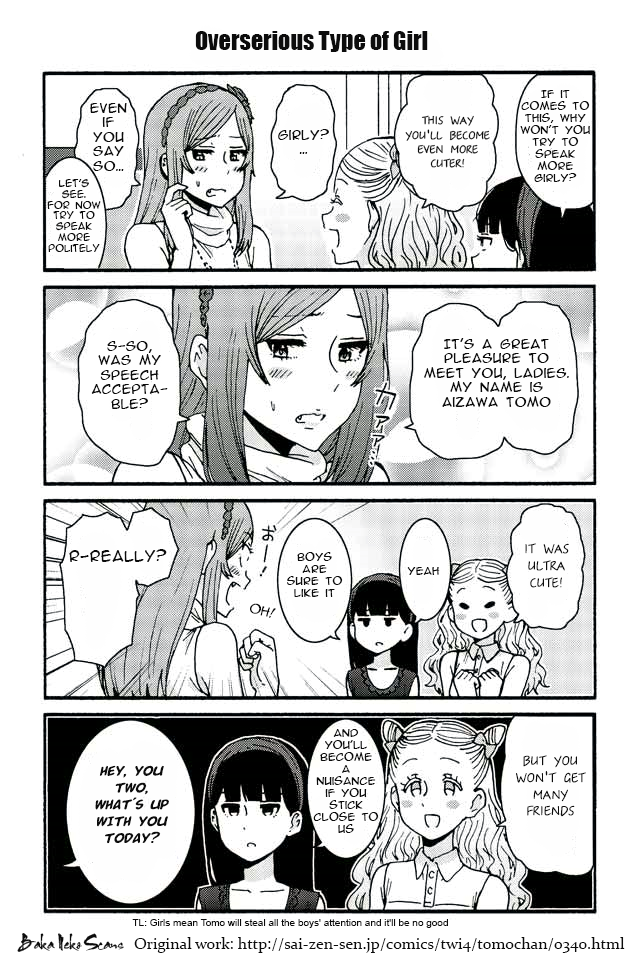 Overserious Type of Girl
IF IT
COMES TO
THIS, WHY
WON'T YOU
TRY TO
SPEAK
MORE
GIRLY?
THIS WAY
YOU'LL BECOME
EVEN MORE
CUTER!
GIRLY?
...
EVEN
IF
YOU
SAY
SO...
LET'S
SEE.
FOR NOW
TRY TO
SPEAK
MORE
POLITELY
IT'S A GREAT
PLEASURE TO
MEET YOU, LADIES.
MY NAME IS
AIZAWA TOMO
カァァァ…
S-SO,
WAS MY
SPEECH
ACCEPTA-
BLE?
IT WAS
ULTRA
CUTE!
YEAH
BOYS
ARE
SURE TO
LIKE IT
おー
OH!
R-REALLY?
BUT YOU
WON'T GET
MANY
FRIENDS
AND
YOU'LL
BECOME
A
NUISANCE
IF YOU
STICK
CLOSE TO
US
HEY, YOU
TWO,
WHAT'S UP
WITH YOU
TODAY?
TL: Girls mean Tomo will steal all the boys' attention and it'll be no good
Baka Neko Scans
Original work: http://sai-zen-sen.jp/comics/twi4/tomochan/0340.html